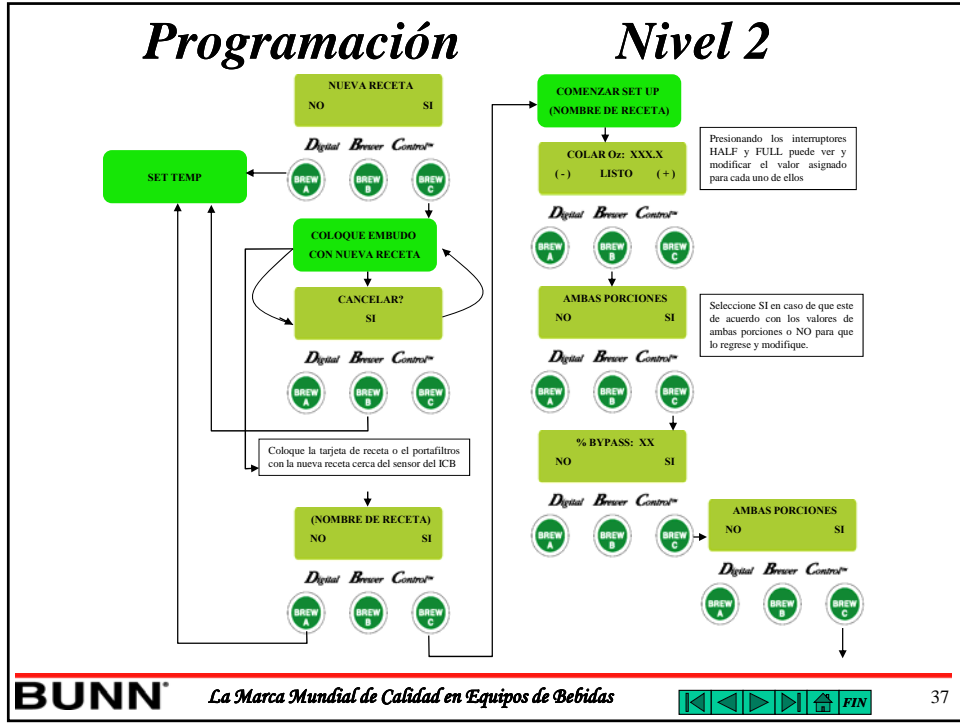 Programación Nivel 2
NUEVA RECETA
NO SI
Digital Brewer Control™
BREW A BREW B BREW C
SET TEMP
COLOQUE EMBUDO
CON NUEVA RECETA
CANCELAR?
SI
Digital Brewer Control™
BREW A BREW B BREW C
Coloque la tarjeta de receta o el portafiltros
con la nueva receta cerca del sensor del ICB
(NOMBRE DE RECETA)
NO SI
Digital Brewer Control™
BREW A BREW B BREW C
COMENZAR SET UP
(NOMBRE DE RECETA)
COLAR Oz: XXX.X
( - ) LISTO ( + )
Presionando los interruptores
HALF y FULL puede ver y
modificar el valor asignado
para cada uno de ellos
Digital Brewer Control™
BREW A BREW B BREW C
AMBAS PORCIONES
NO SI
Seleccione SI en caso de que este
de acuerdo con los valores de
ambas porciones o NO para que
lo regrese y modifique.
Digital Brewer Control™
BREW A BREW B BREW C
% BYPASS: XX
NO SI
Digital Brewer Control™
BREW A BREW B BREW C
AMBAS PORCIONES
NO SI
Digital Brewer Control™
BREW A BREW B BREW C
BUNN® La Marca Mundial de Calidad en Equipos de Bebidas FIN 37